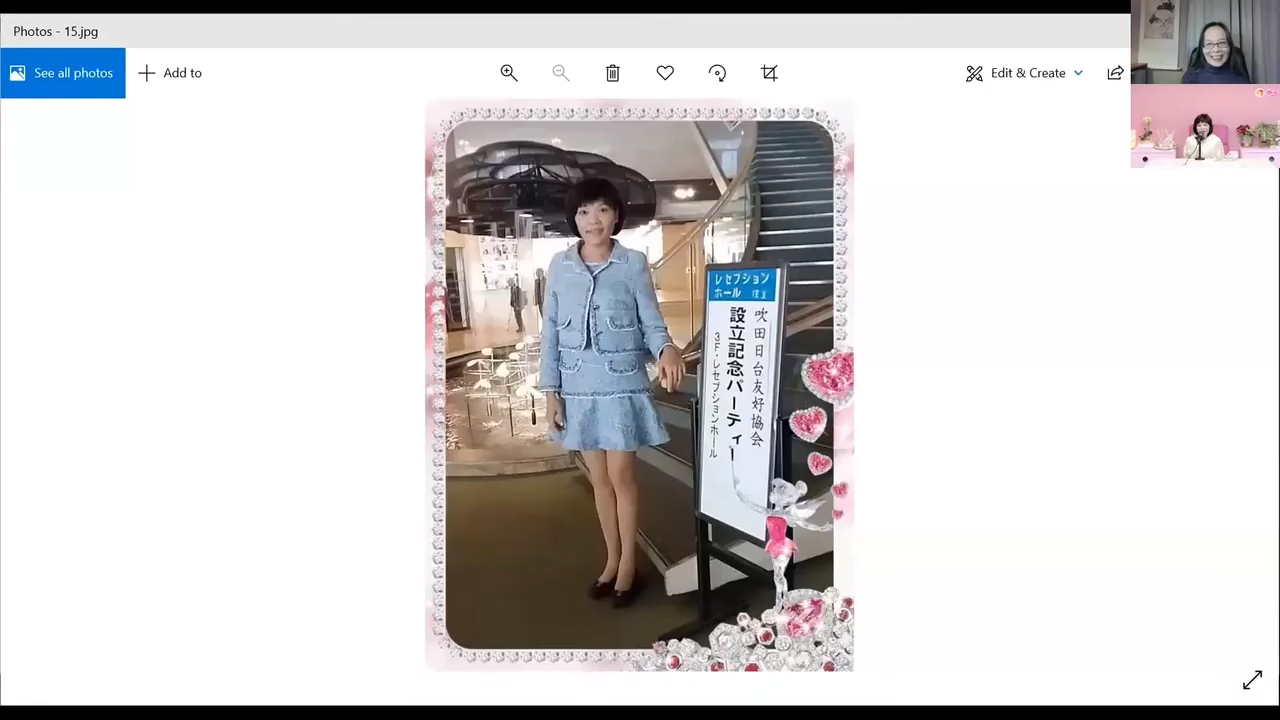 Photos - 15.jpg
See all photos
Add to
Edit & Create
レセプション
ホール
吹田日台友好協会
設立記念パーティー
3F・レセプションホール